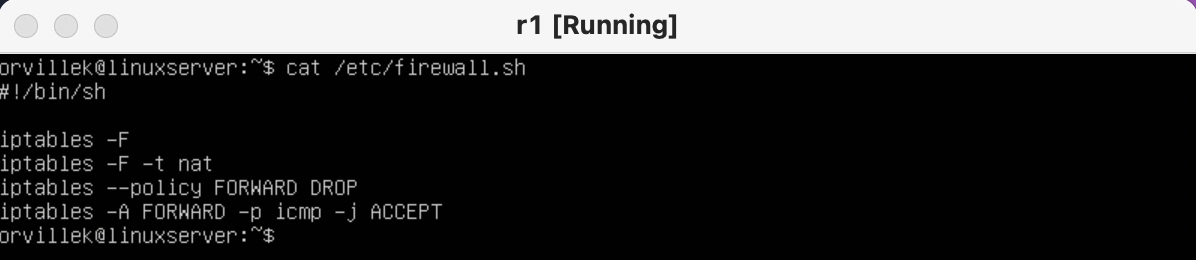 r1 [Running]
orvillek@linuxserver:~$ cat /etc/firewall.sh
#!/bin/sh

iptables -F
iptables -F -t nat
iptables --policy FORWARD DROP
iptables -A FORWARD -p icmp -j ACCEPT
orvillek@linuxserver:~$